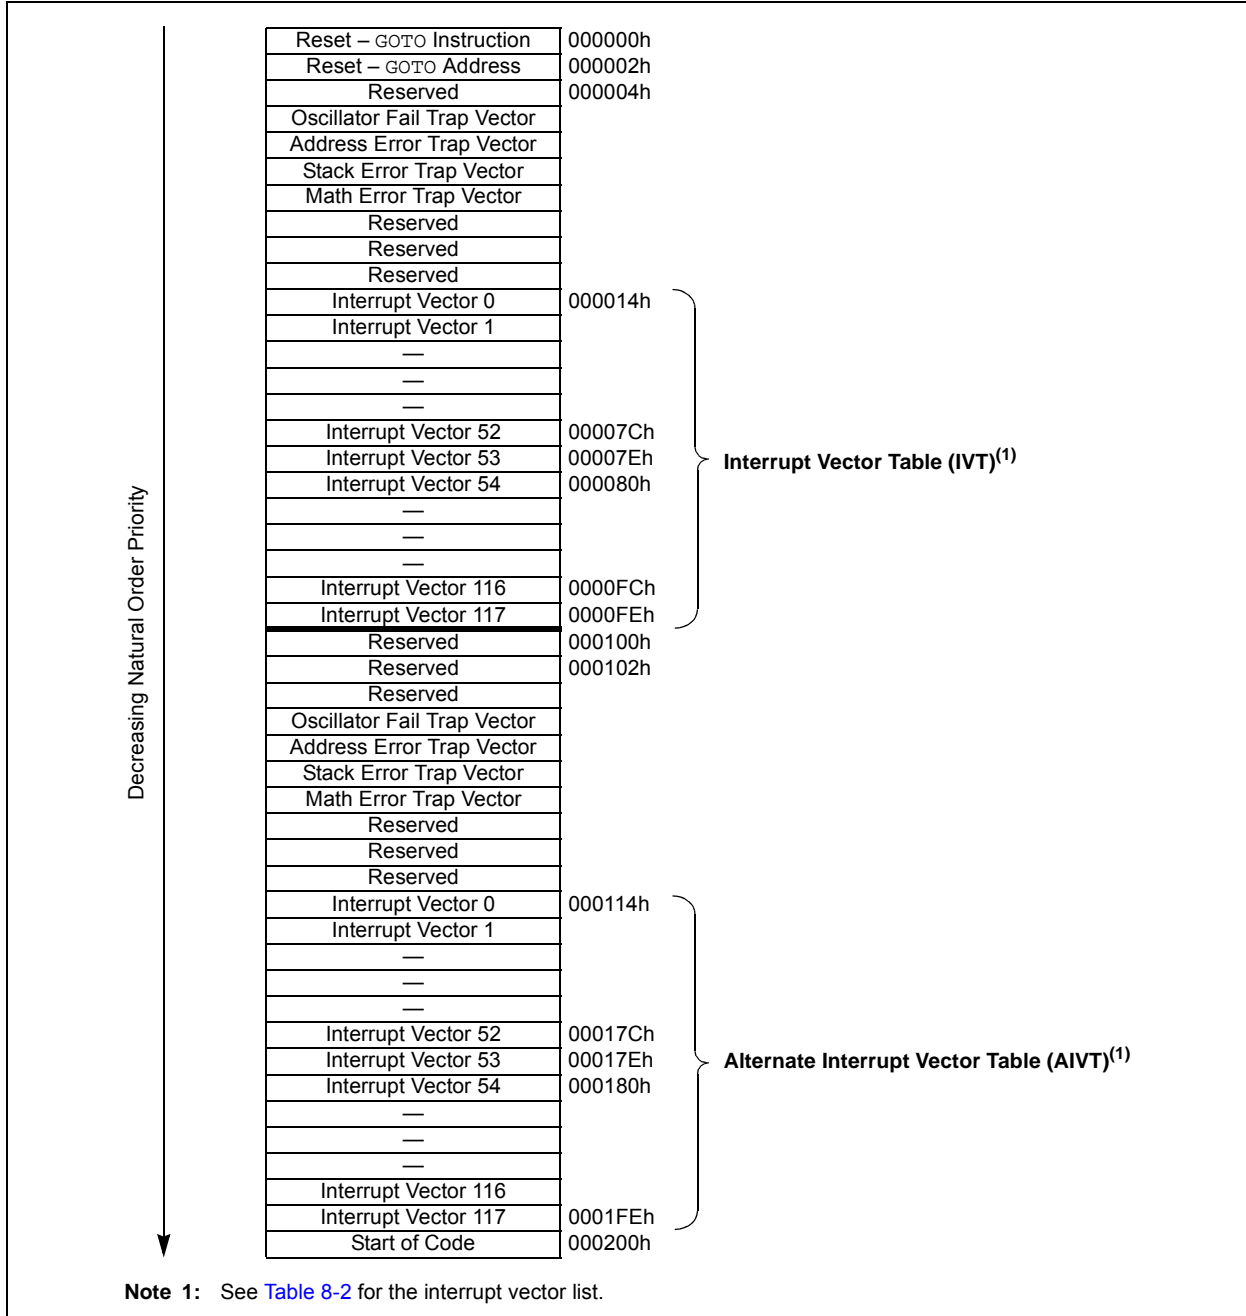 Decreasing Natural Order Priority
Reset – GOTO Instruction 000000h
Reset – GOTO Address 000002h
Reserved 000004h
Oscillator Fail Trap Vector
Address Error Trap Vector
Stack Error Trap Vector
Math Error Trap Vector
Reserved
Reserved
Reserved
Interrupt Vector 0 000014h
Interrupt Vector 1
—
—
—
Interrupt Vector 52 00007Ch
Interrupt Vector 53 00007Eh
Interrupt Vector 54 000080h
—
—
—
Interrupt Vector 116 0000FCh
Interrupt Vector 117 0000FEh
Interrupt Vector Table (IVT)(1)
Reserved 000100h
Reserved 000102h
Reserved
Oscillator Fail Trap Vector
Address Error Trap Vector
Stack Error Trap Vector
Math Error Trap Vector
Reserved
Reserved
Reserved
Interrupt Vector 0 000114h
Interrupt Vector 1
—
—
—
Interrupt Vector 52 00017Ch
Interrupt Vector 53 00017Eh
Interrupt Vector 54 000180h
—
—
—
Interrupt Vector 116
Interrupt Vector 117 0001FEh
Alternate Interrupt Vector Table (AIVT)(1)
Start of Code 000200h
Note 1: See Table 8-2 for the interrupt vector list.